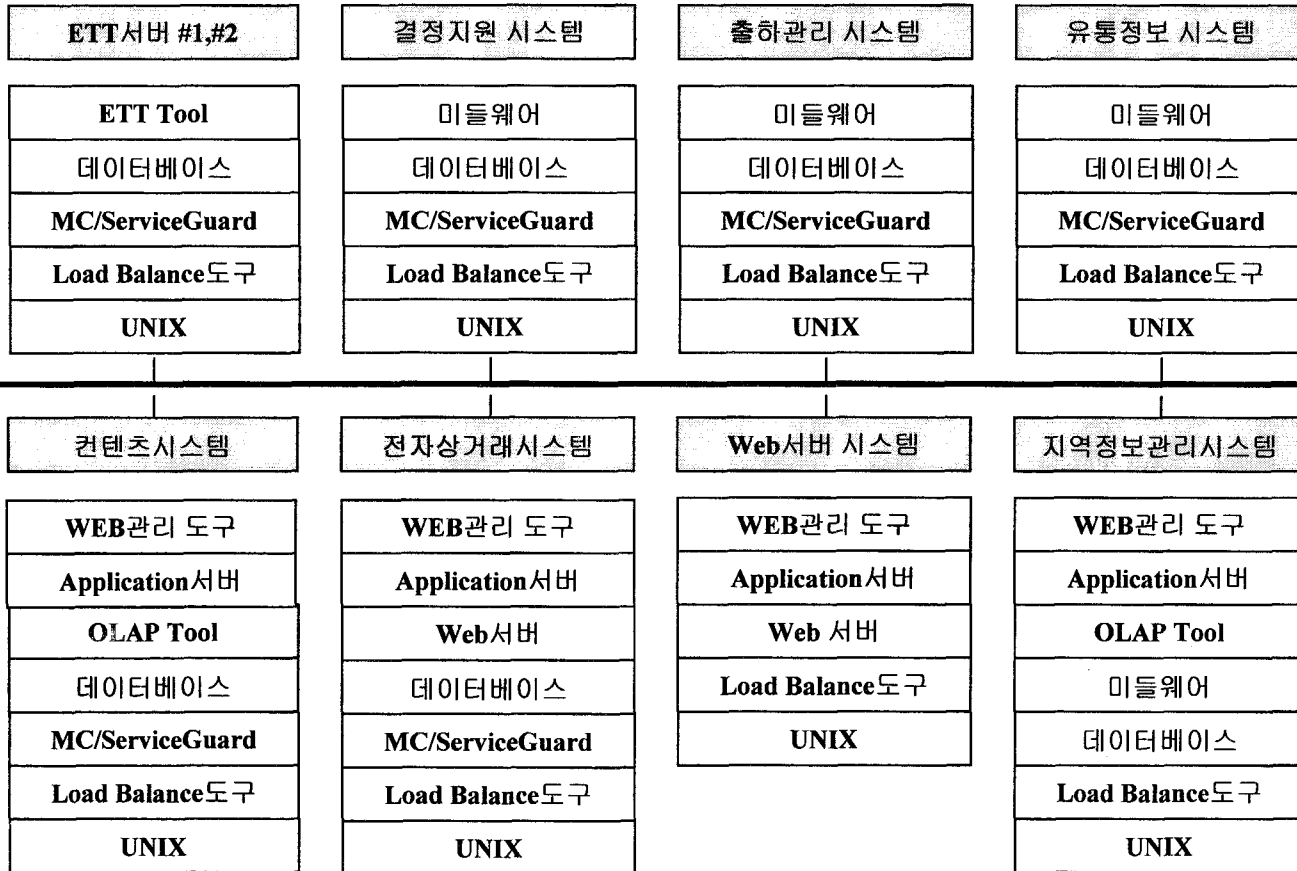 ETT서버 #1,#2
결정지원 시스템
출하관리 시스템
유통정보 시스템
ETT Tool
데이터베이스
MC/ServiceGuard
Load Balance도구
UNIX
미들웨어
데이터베이스
MC/ServiceGuard
Load Balance도구
UNIX
미들웨어
데이터베이스
MC/ServiceGuard
Load Balance도구
UNIX
미들웨어
데이터베이스
MC/ServiceGuard
Load Balance도구
UNIX
컨텐츠시스템
전자상거래시스템
Web서버 시스템
지역정보관리시스템
WEB관리 도구
Application서버
OLAP Tool
데이터베이스
MC/ServiceGuard
Load Balance도구
UNIX
WEB관리 도구
Application서버
Web서버
데이터베이스
MC/ServiceGuard
Load Balance도구
UNIX
WEB관리 도구
Application서버
Web 서버
Load Balance도구
UNIX
WEB관리 도구
Application서버
OLAP Tool
미들웨어
데이터베이스
Load Balance도구
UNIX